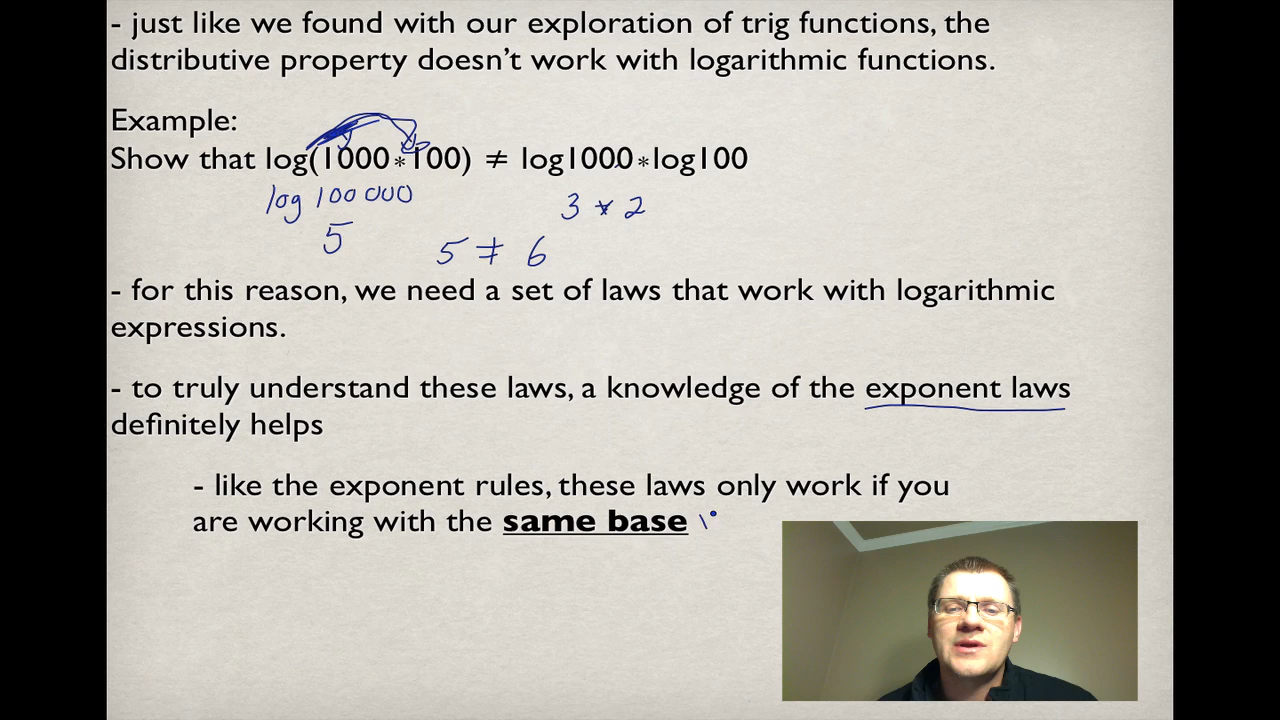 - just like we found with our exploration of trig functions, the
distributive property doesn't work with logarithmic functions.
Example:
Show that log(1000*100) ≠ log1000*log100
log 100 000
3 * 2
5
5 ≠ 6
- for this reason, we need a set of laws that work with logarithmic
expressions.
- to truly understand these laws, a knowledge of the exponent laws
definitely helps
- like the exponent rules, these laws only work if you
are working with the same base